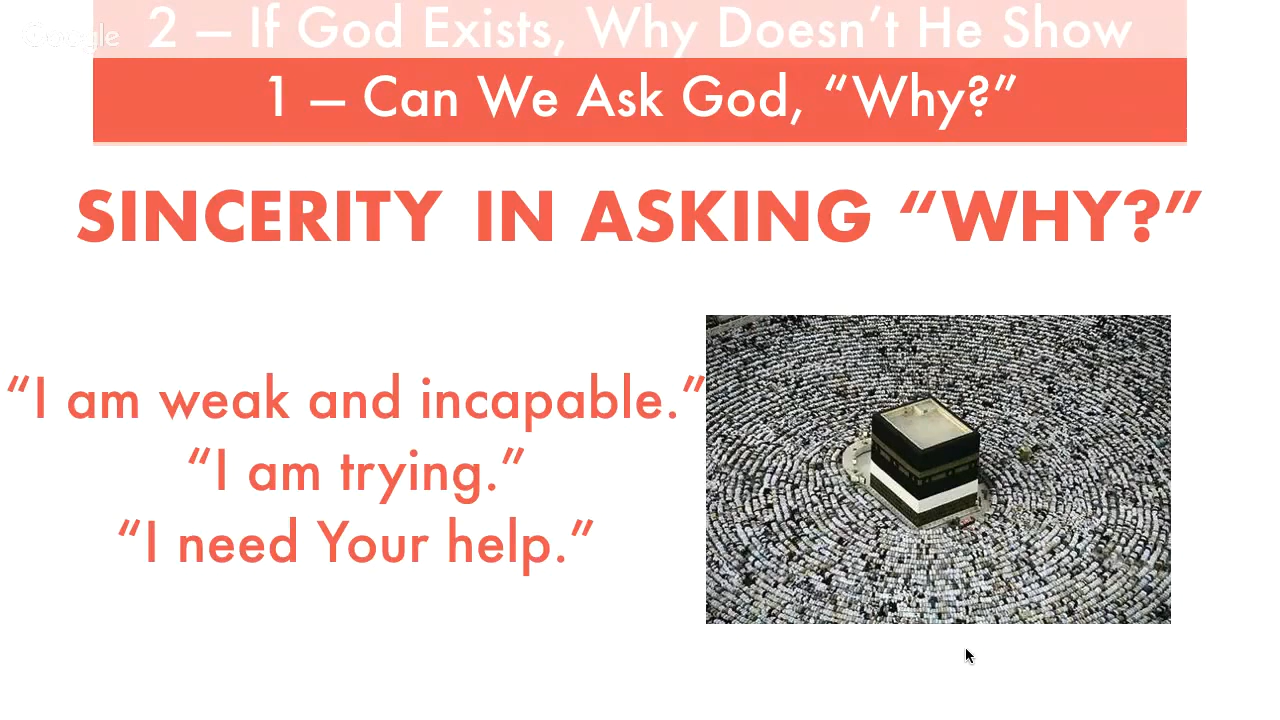 Google
2 — If God Exists, Why Doesn’t He Show
1 — Can We Ask God, “Why?”
SINCERITY IN ASKING “WHY?”
“I am weak and incapable.”
“I am trying.”
“I need Your help.”